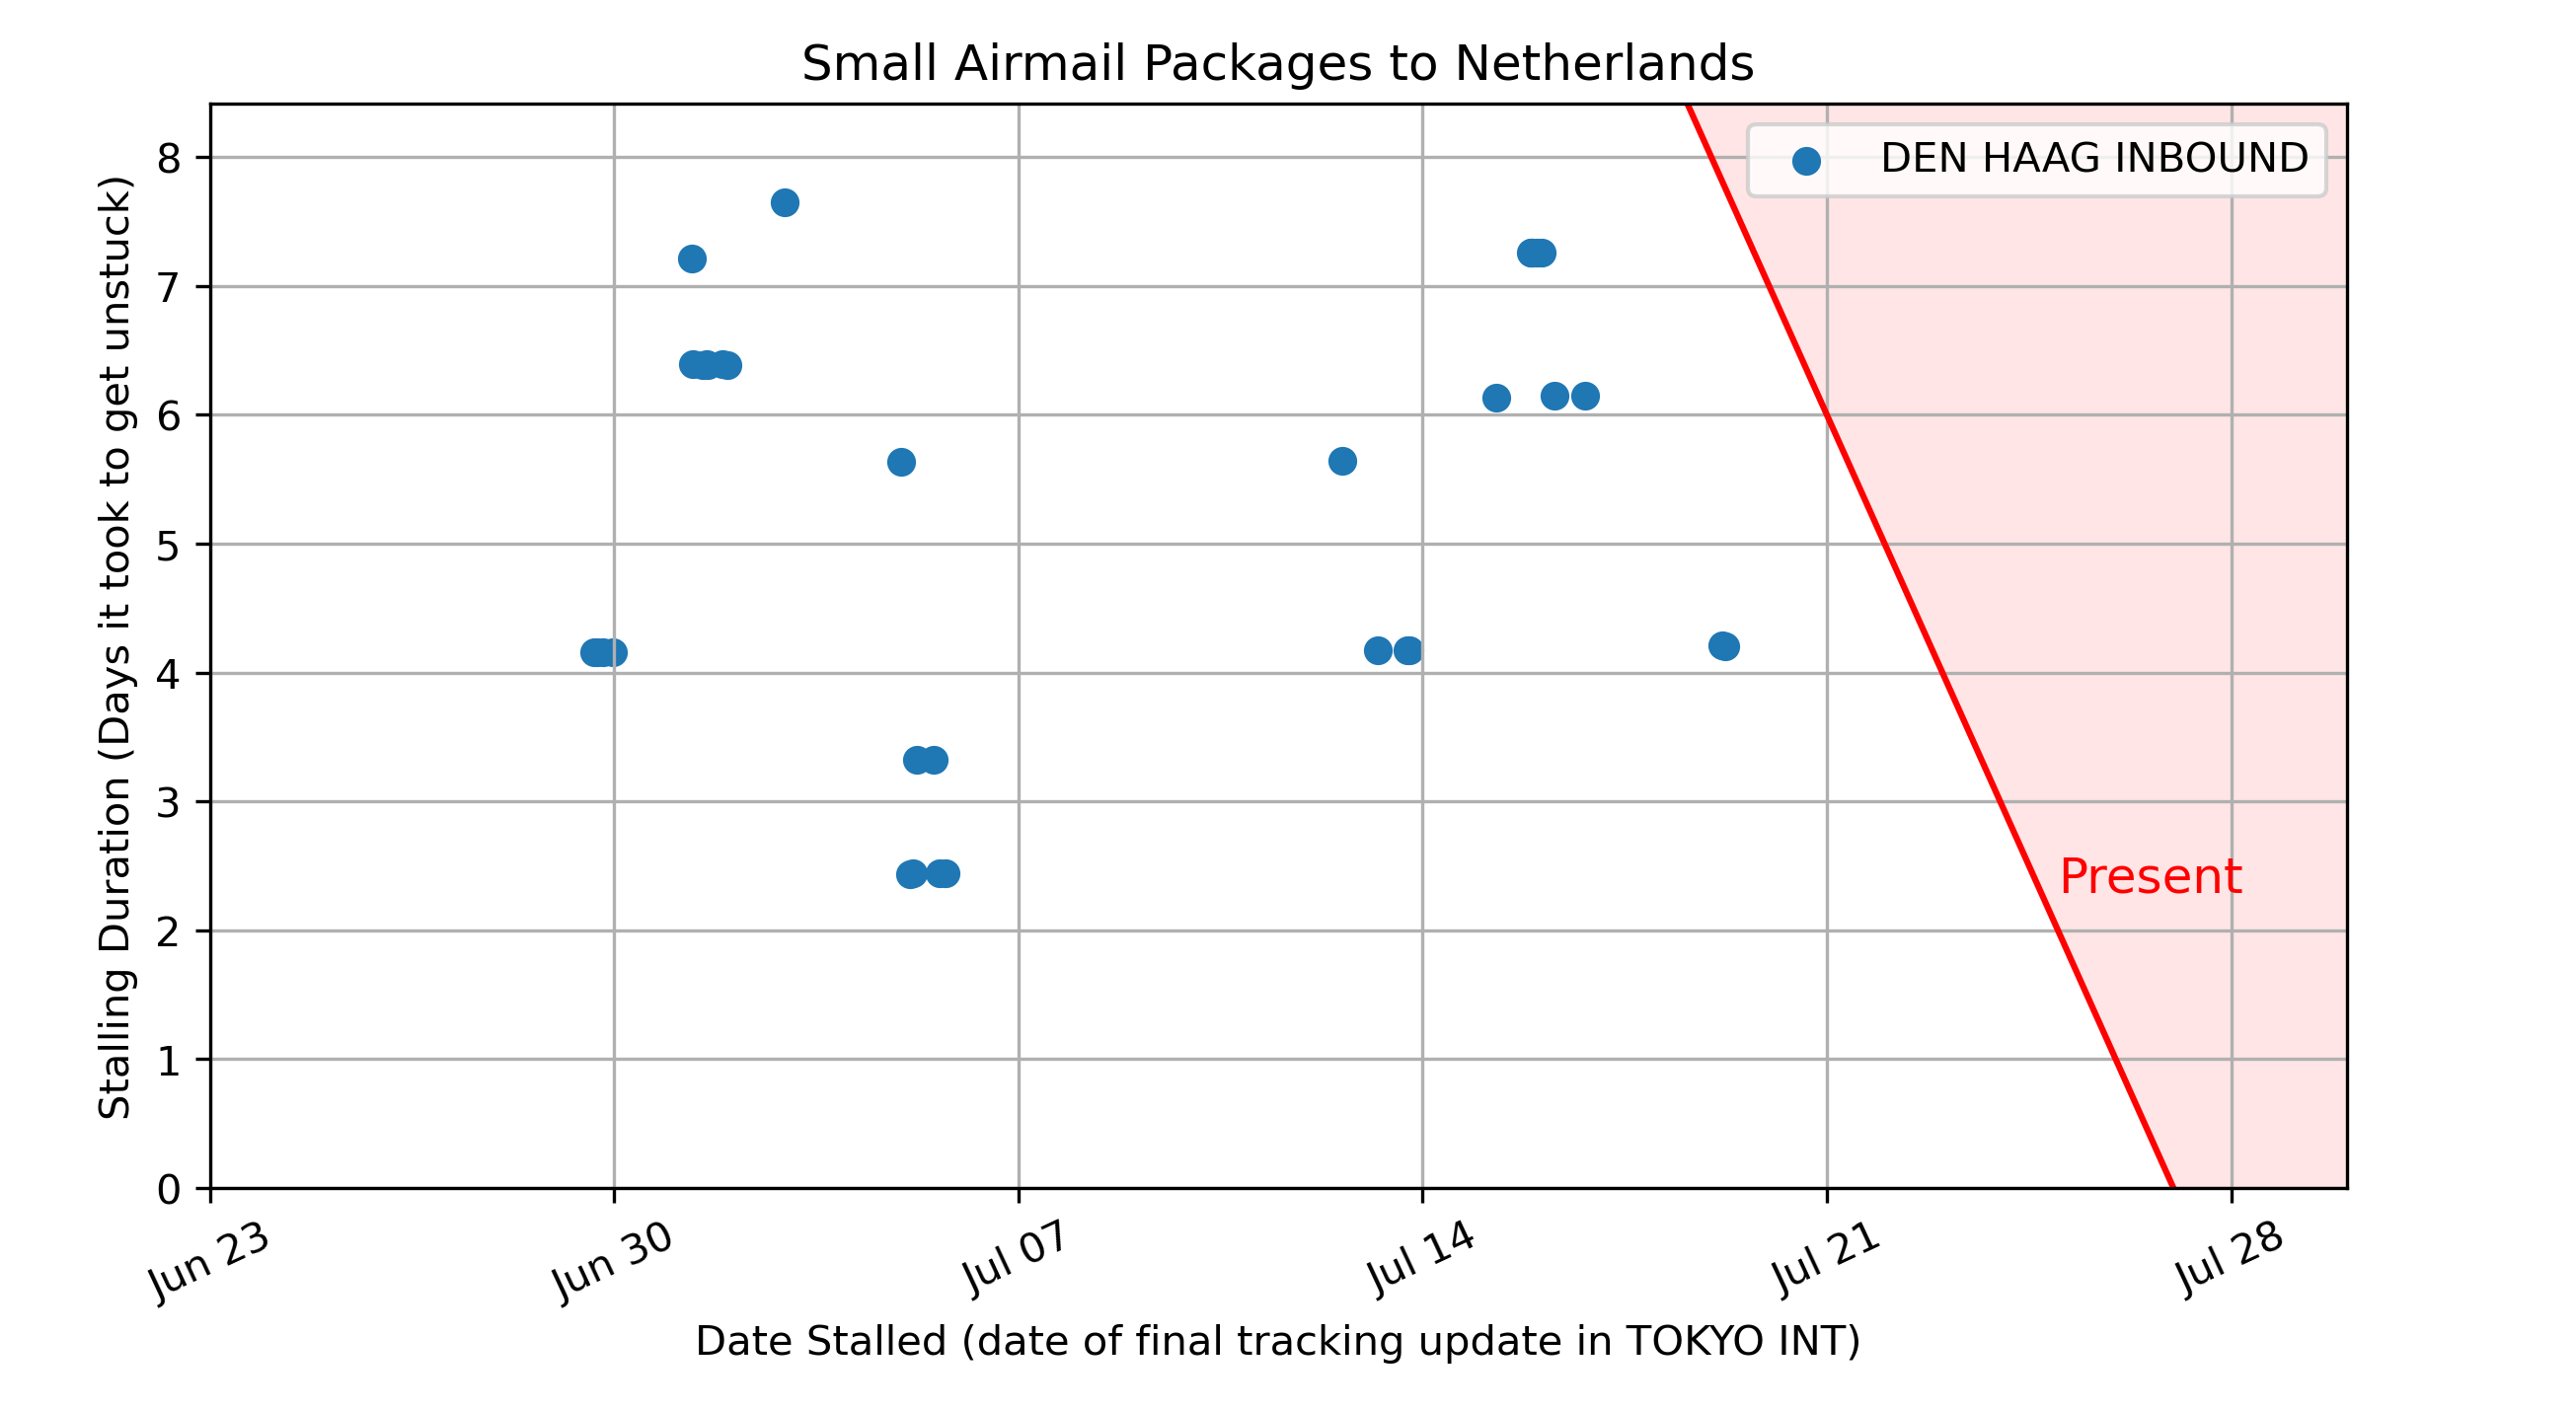 Small Airmail Packages to Netherlands
DEN HAAG INBOUND
Stalling Duration (Days it took to get unstuck)
8
7
6
5
4
3
2
1
0
Present
Jun 23
Jun 30
Jul 07
Jul 14
Jul 21
Jul 28
Date Stalled (date of final tracking update in TOKYO INT)